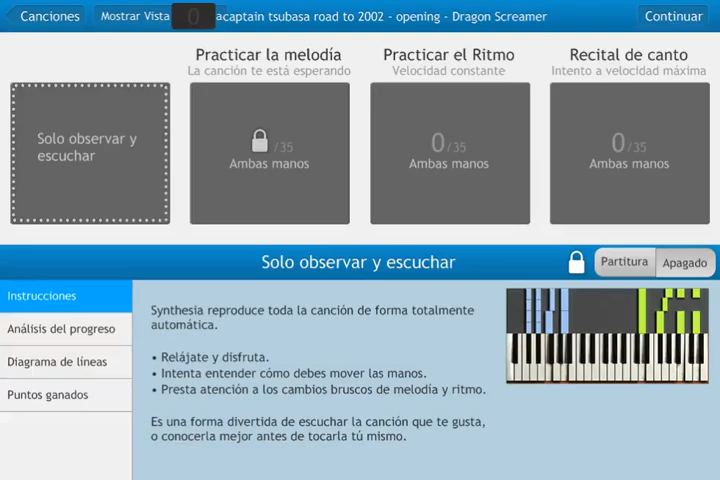 Canciones
Mostrar Vista
0
acaptain tsubasa road to 2002 - opening - Dragon Screamer
Continuar
Practicar la melodía
La canción te está esperando
Practicar el Ritmo
Velocidad constante
Recital de canto
Intento a velocidad máxima
Solo observar y
escuchar
/35
Ambas manos
0/35
Ambas manos
0/35
Ambas manos
Solo observar y escuchar
Partitura
Apagado
Instrucciones
Análisis del progreso
Diagrama de líneas
Puntos ganados
Synthesia reproduce toda la canción de forma totalmente
automática.
• Relájate y disfruta.
• Intenta entender cómo debes mover las manos.
• Presta atención a los cambios bruscos de melodía y ritmo.
Es una forma divertida de escuchar la canción que te gusta,
o conocerla mejor antes de tocarla tú mismo.